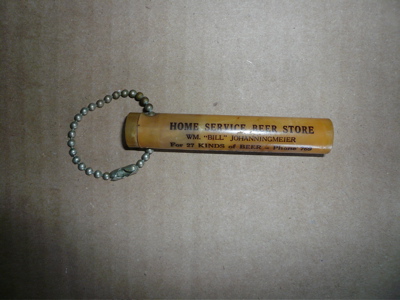 HOME SERVICE BEER STORE
WM. "BILL" JOHANNINGMEIER
For 27 KINDS of BEER - Phone